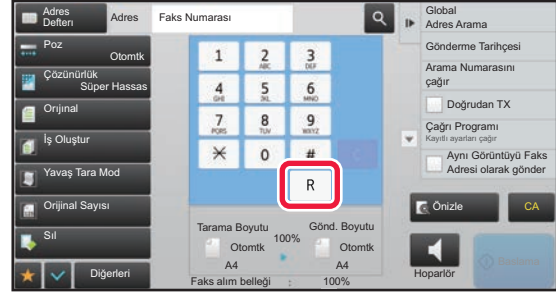 Adres
Defterı
Adres
Faks Numarası
Poz
Otomtk
Çözünürlük
Süper Hassas
Orıjınal
İş Oluştur
Yavaş Tara Mod
Orijinal Sayısı
Sıl
Diğerleri
1
2
ABC
3
DEF
4
GHI
5
JKL
6
MNO
7
PQRS
8
TUV
9
WXYZ
0
#
C
R
Tarama Boyutu
Otomtk
A4
100%
Gönd. Boyutu
Otomtk
A4
Faks alım belleği : 100%
Global
Adres Arama
Gönderme Tarihçesi
Arama Numarasını
çağır
Doğrudan TX
Çağrı Programı
Kayıtlı ayarları çağır
Aynı Görüntüyü Faks
Adresi olarak gönder
Önizle
CA
Hoparlör